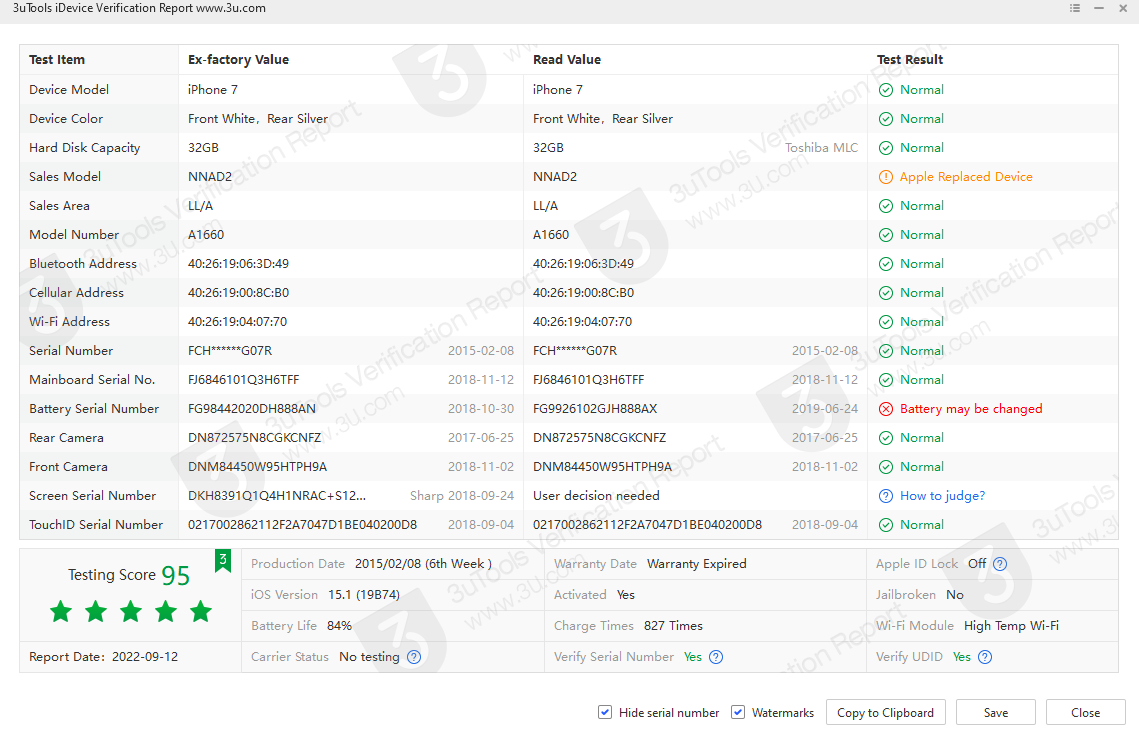 3uTools iDevice Verification Report www.3u.com
Test Item Ex-factory Value Read Value Test Result
Device Model iPhone 7 iPhone 7 Normal
Device Color Front White, Rear Silver Front White, Rear Silver Normal
Hard Disk Capacity 32GB 32GB Toshiba MLC Normal
Sales Model NNAD2 NNAD2 Apple Replaced Device
Sales Area LL/A LL/A Normal
Model Number A1660 A1660 Normal
Bluetooth Address 40:26:19:06:3D:49 40:26:19:06:3D:49 Normal
Cellular Address 40:26:19:00:8C:B0 40:26:19:00:8C:B0 Normal
Wi-Fi Address 40:26:19:04:07:70 40:26:19:04:07:70 Normal
Serial Number FCH******G07R 2015-02-08 FCH******G07R 2015-02-08 Normal
Mainboard Serial No. FJ6846101Q3H6TFF 2018-11-12 FJ6846101Q3H6TFF 2018-11-12 Normal
Battery Serial Number FG98442020DH888AN 2018-10-30 FG9926102GJH888AX 2019-06-24 Battery may be changed
Rear Camera DN872575N8CGKCNFZ 2017-06-25 DN872575N8CGKCNFZ 2017-06-25 Normal
Front Camera DNM84450W95HTPH9A 2018-11-02 DNM84450W95HTPH9A 2018-11-02 Normal
Screen Serial Number DKH8391Q1Q4H1NRAC+S12... Sharp 2018-09-24 User decision needed How to judge?
TouchID Serial Number 0217002862112F2A7047D1BE040200D8 2018-09-04 0217002862112F2A7047D1BE040200D8 2018-09-04 Normal
Testing Score 95
3
Production Date 2015/02/08 (6th Week ) Warranty Date Warranty Expired Apple ID Lock Off
iOS Version 15.1 (19B74) Activated Yes Jailbroken No
Battery Life 84% Charge Times 827 Times Wi-Fi Module High Temp Wi-Fi
Report Date: 2022-09-12 Carrier Status No testing Verify Serial Number Yes Verify UDID Yes
Hide serial number Watermarks Copy to Clipboard Save Close
3uTools Verification Report
www.3u.com